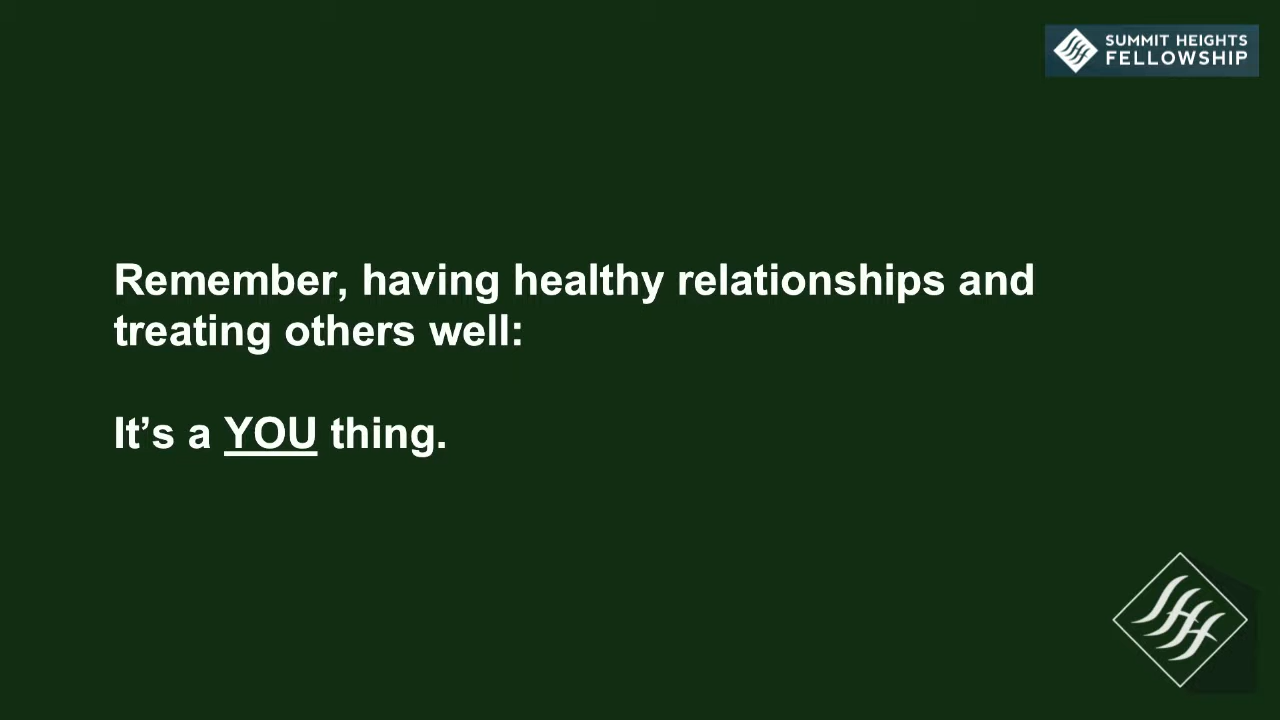 SUMMIT HEIGHTS
FELLOWSHIP
Remember, having healthy relationships and
treating others well:
It’s a YOU thing.